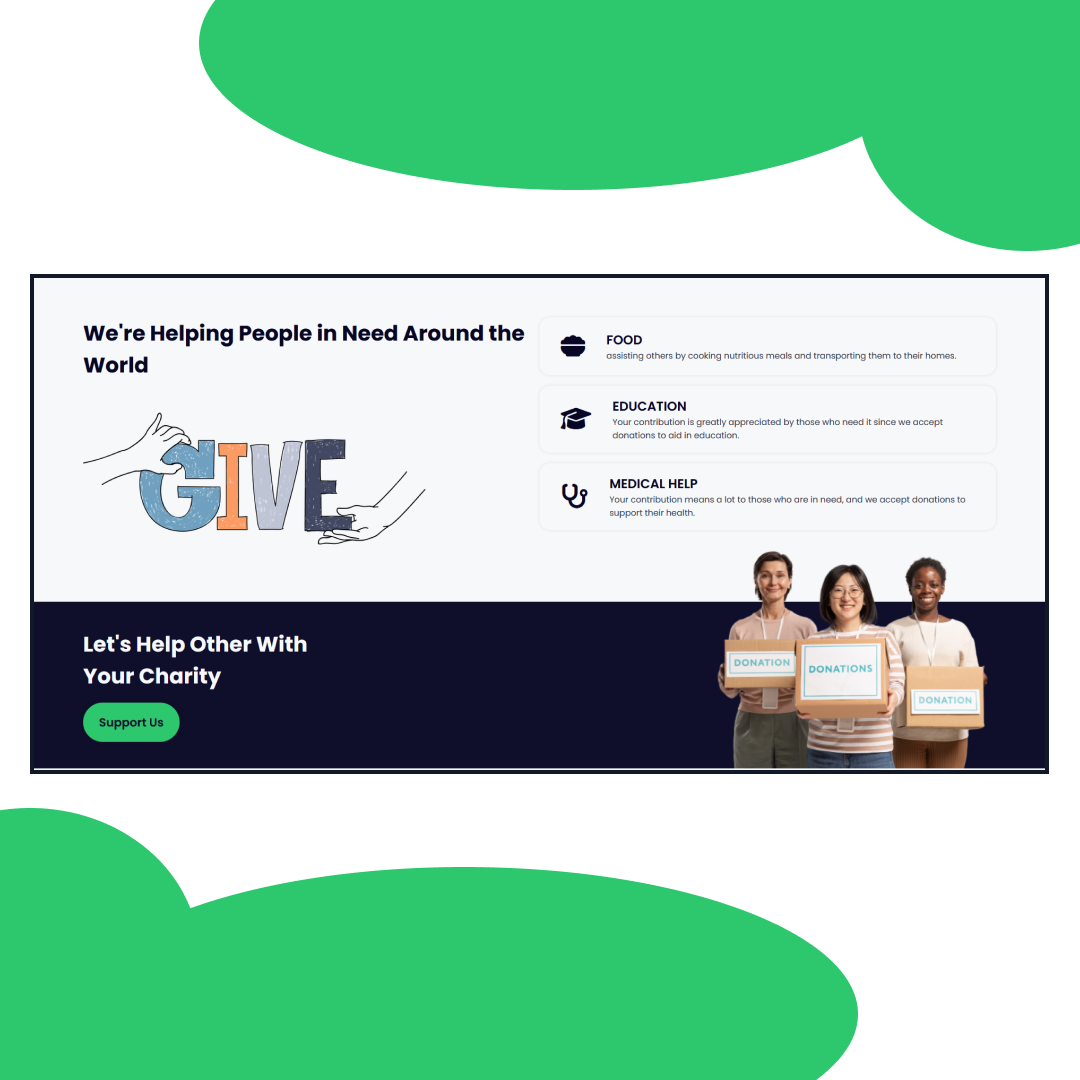 We're Helping People in Need Around the
World
GIVE
FOOD
assisting others by cooking nutritious meals and transporting them to their homes.
EDUCATION
Your contribution is greatly appreciated by those who need it since we accept
donations to aid in education.
MEDICAL HELP
Your contribution means a lot to those who are in need, and we accept donations to
support their health.
Let's Help Other With
Your Charity
Support Us
DONATION
DONATIONS
DONATION